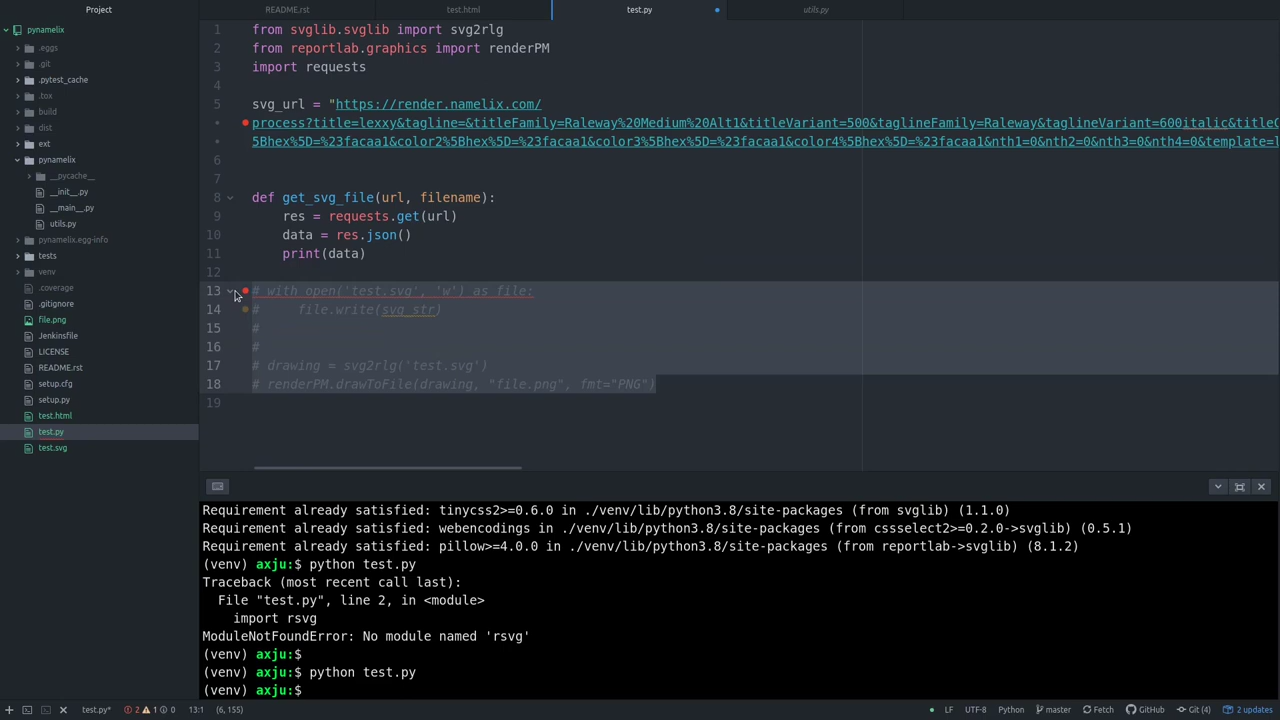 Project
README.rst
test.html
test.py
utils.py
pynamelix
.eggs
.git
.pytest_cache
.tox
build
dist
ext
pynamelix
__pycache__
__init__.py
__main__.py
utils.py
pynamelix.egg-info
tests
venv
.coverage
.gitignore
file.png
Jenkinsfile
LICENSE
README.rst
setup.cfg
setup.py
test.html
test.py
test.svg
1 from svglib.svglib import svg2rlg
2 from reportlab.graphics import renderPM
3 import requests
4
5 svg_url = "https://render.namelix.com/
process?title=lexxy&tagline=&titleFamily=Raleway%20Medium%20Alt1&titleVariant=500&taglineFamily=Raleway&taglineVariant=600italic&title
5Bhex%5D=%23facaa1&color2%5Bhex%5D=%23facaa1&color3%5Bhex%5D=%23facaa1&color4%5Bhex%5D=%23facaa1&nth1=0&nth2=0&nth3=0&nth4=0&template=
6
7
8 def get_svg_file(url, filename):
9 res = requests.get(url)
10 data = res.json()
11 print(data)
12
13 # with open('test.svg', 'w') as file:
14 # file.write(svg_str)
15 #
16 #
17 # drawing = svg2rlg('test.svg')
18 # renderPM.drawToFile(drawing, "file.png", fmt="PNG")
19
Requirement already satisfied: tinycss2>=0.6.0 in ./venv/lib/python3.8/site-packages (from svglib) (1.1.0)
Requirement already satisfied: webencodings in ./venv/lib/python3.8/site-packages (from cssselect2>=0.2.0->svglib) (0.5.1)
Requirement already satisfied: pillow>=4.0.0 in ./venv/lib/python3.8/site-packages (from reportlab->svglib) (8.1.2)
(venv) axju:$ python test.py
Traceback (most recent call last):
File "test.py", line 2, in <module>
import rsvg
ModuleNotFoundError: No module named 'rsvg'
(venv) axju:$
(venv) axju:$ python test.py
(venv) axju:$
test.py* 2 1 0 13:1 (6, 155) LF UTF-8 Python master Fetch GitHub Git (4) 2 updates